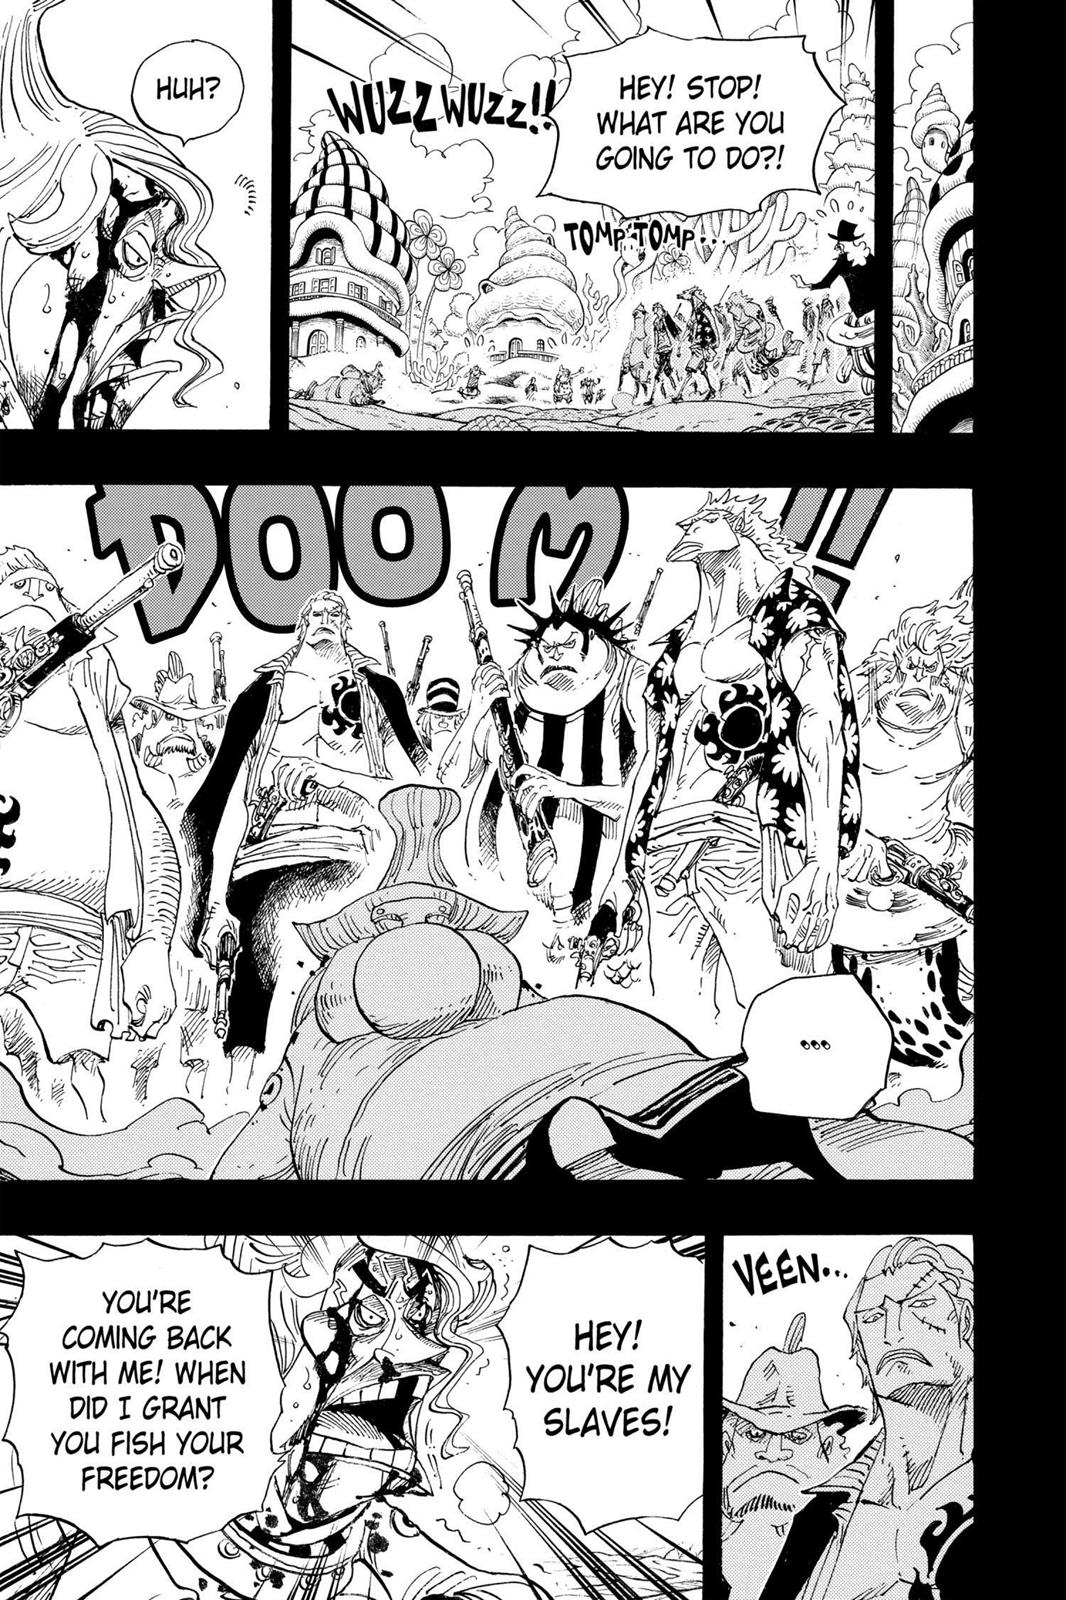 HEY! STOP!
WHAT ARE YOU
GOING TO DO?!
WUZZ WUZZ!!
TOMP TOMP...
HUH?
DOOM!!
...
VEEN...
HEY!
YOU'RE MY
SLAVES!
YOU'RE
COMING BACK
WITH ME! WHEN
DID I GRANT
YOU FISH YOUR
FREEDOM?